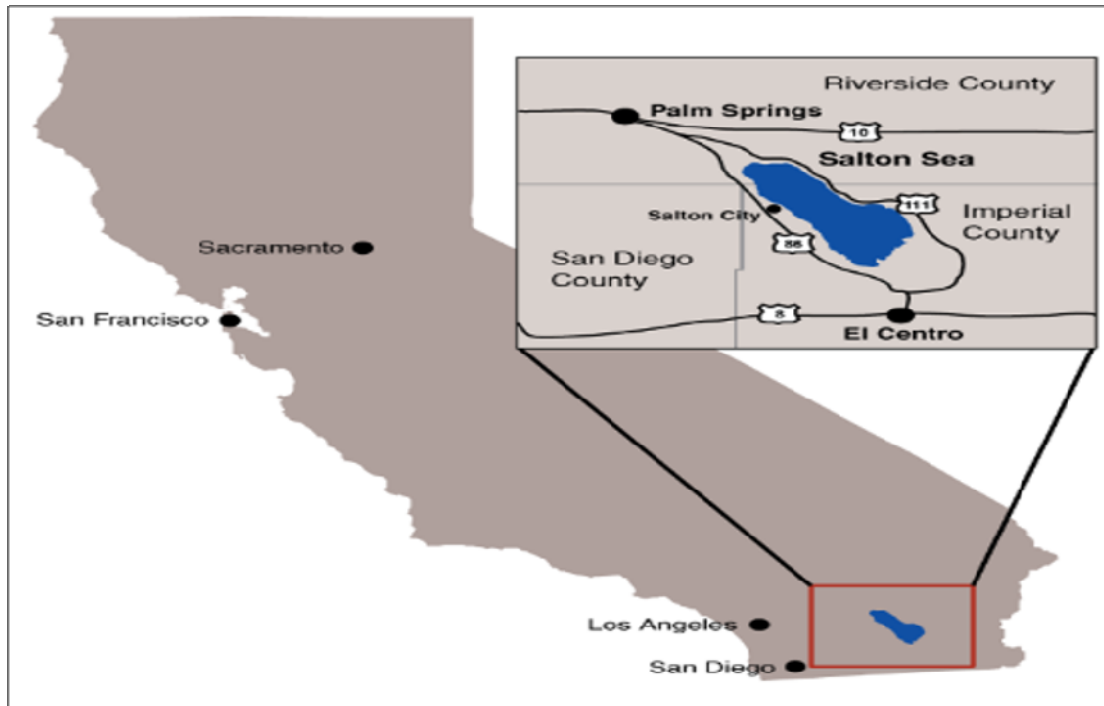 Riverside County
Palm Springs
10
Salton Sea
111
Salton City
Imperial
County
86
San Diego
County
8
El Centro
Sacramento
San Francisco
Los Angeles
San Diego